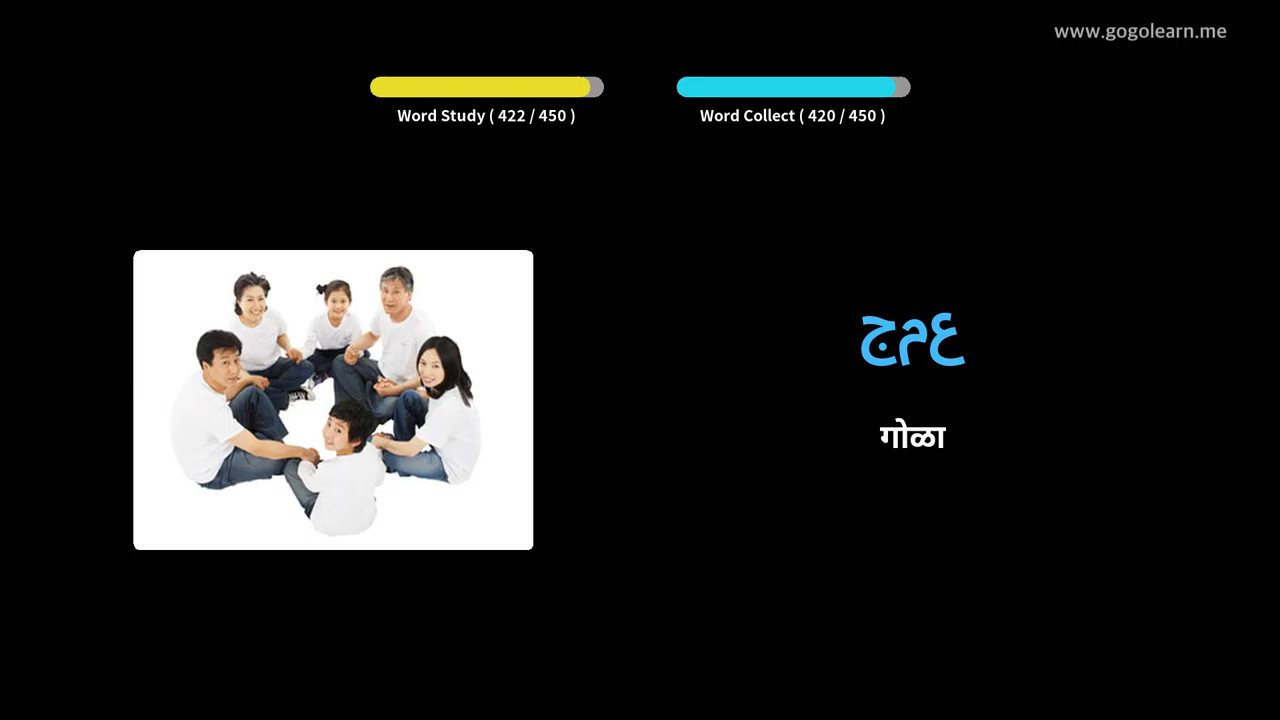 www.gogolearn.me
Word Study ( 422 / 450 )
Word Collect ( 420 / 450 )
ع م ج
गोळा